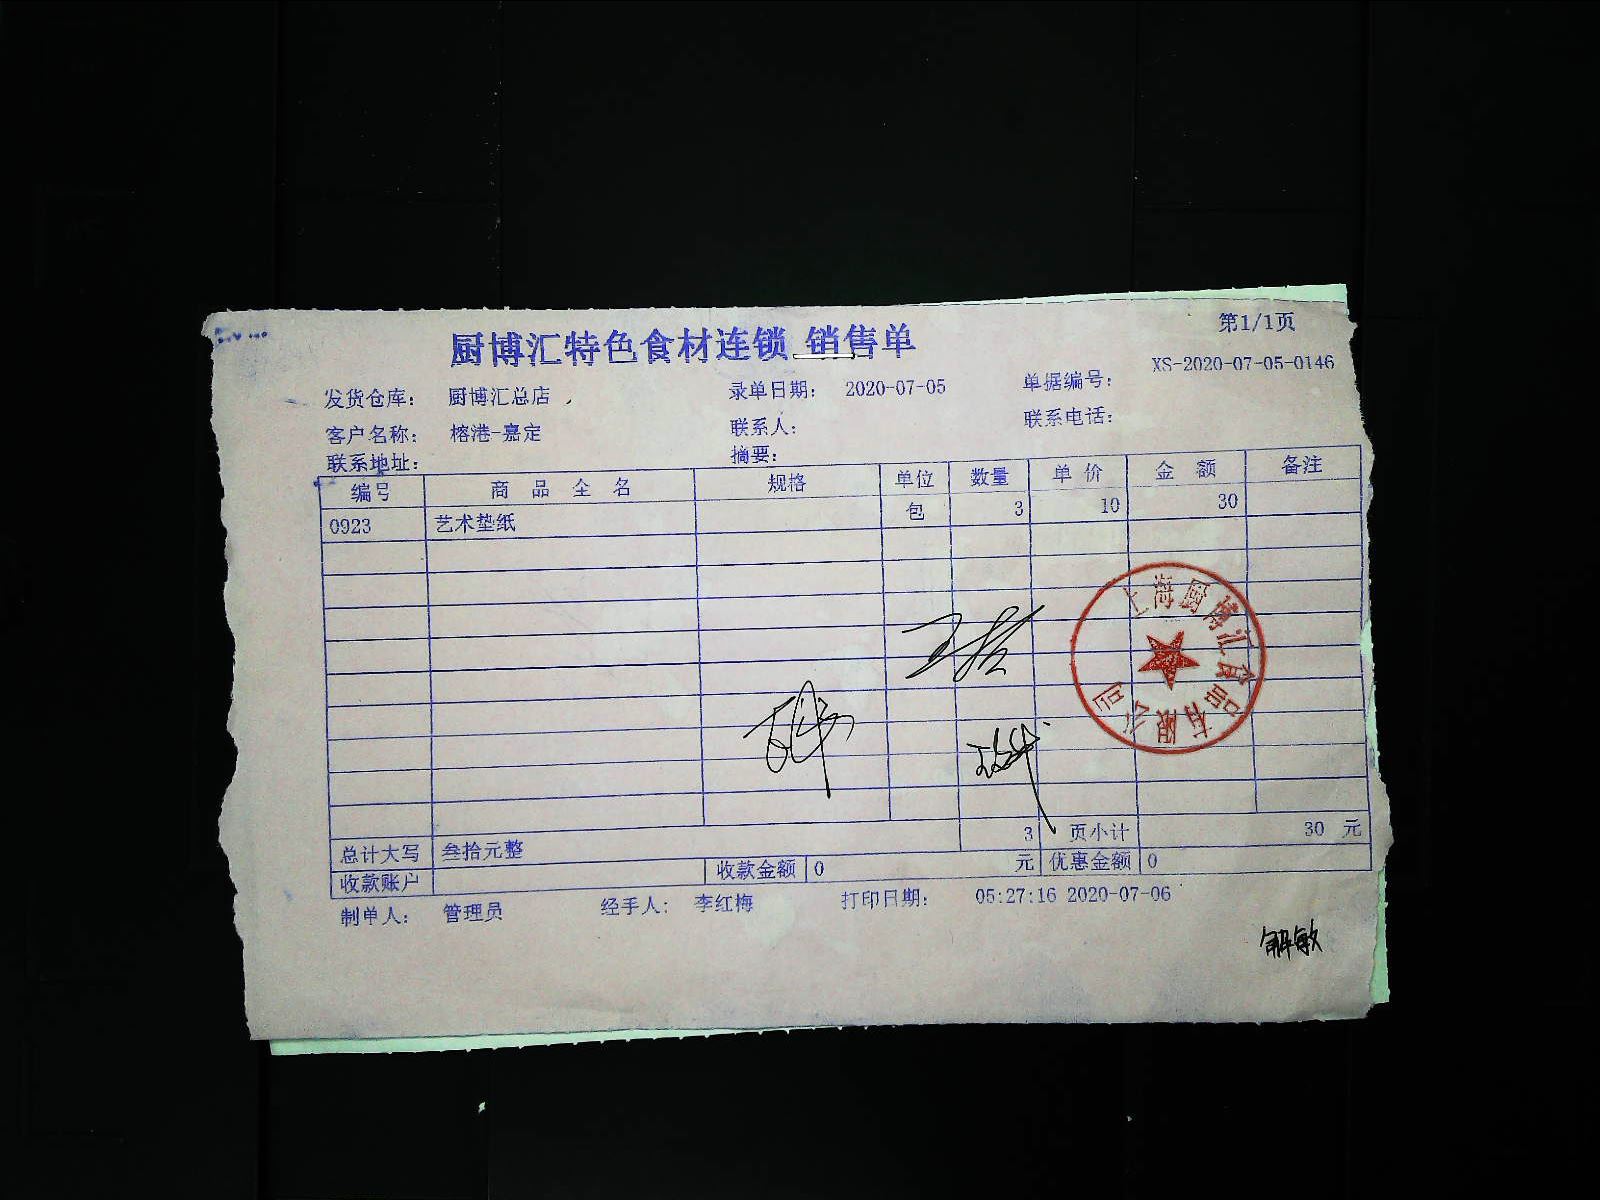 厨博汇特色食材连锁 销售单
第1/1页
发货仓库: 厨博汇总店 录单日期: 2020-07-05 单据编号: XS-2020-07-05-0146
客户名称: 榕港-嘉定 联系人: 联系电话:
联系地址: 摘要:
编号 商品全名 规格 单位 数量 单价 金额 备注
0923 艺术垫纸 包 3 10 30
上海厨博汇食品有限公司
3 页小计 30 元
总计大写 叁拾元整
收款账户 收款金额 0 元 优惠金额 0
制单人: 管理员 经手人: 李红梅 打印日期: 05:27:16 2020-07-06
解敏